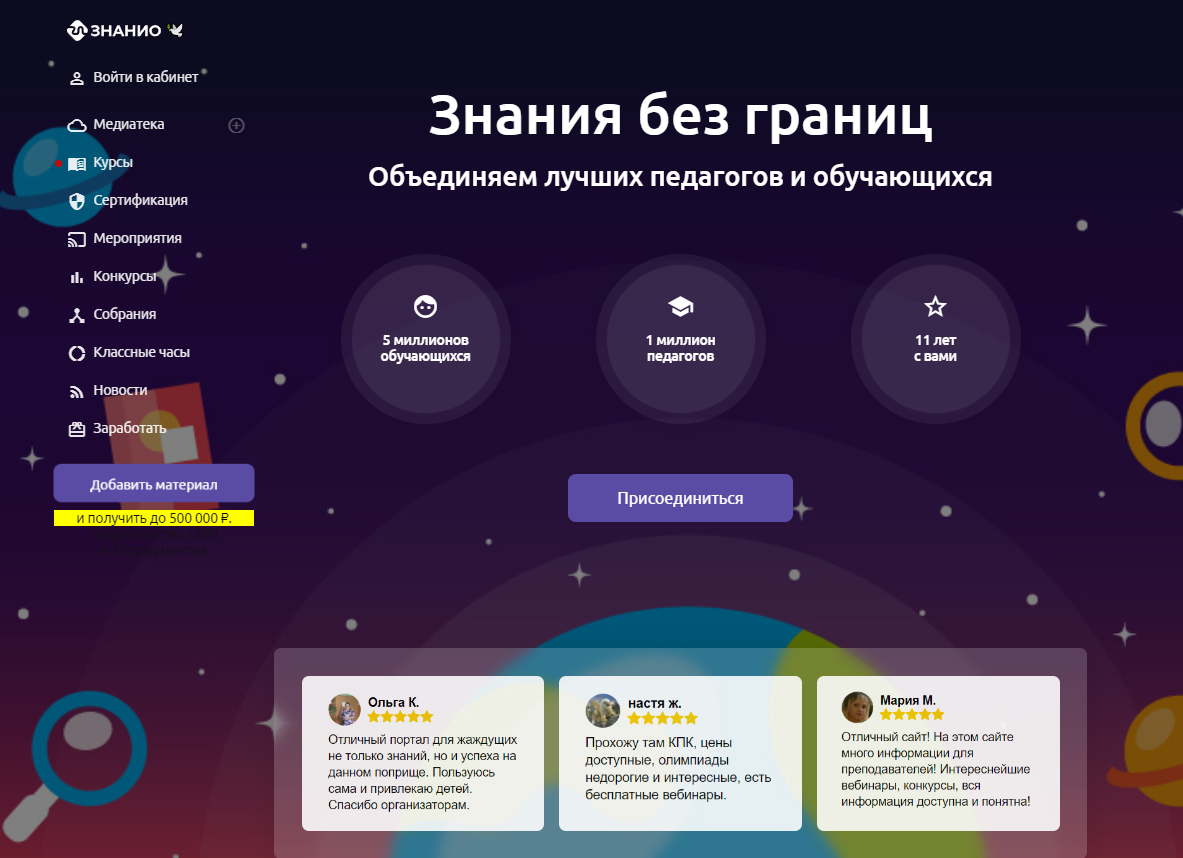 ЗНАНИО
Войти в кабинет
Медиатека
Курсы
Сертификация
Мероприятия
Конкурсы
Собрания
Классные часы
Новости
Заработать
Добавить материал
и получить до 500 000 ₽.
Знания без границ
Объединяем лучших педагогов и обучающихся
5 миллионов
обучающихся
1 миллион
педагогов
11 лет
с вами
Присоединиться
Ольга К.
Отличный портал для жаждущих
не только знаний, но и успеха на
данном поприще. Пользуюсь
сама и привлекаю детей.
Спасибо организаторам.
настя ж.
Прохожу там КПК, цены
доступные, олимпиады
недорогие и интересные, есть
бесплатные вебинары.
Мария М.
Отличный сайт! На этом сайте
много информации для
преподавателей! Интереснейшие
вебинары, конкурсы, вся
информация доступна и понятна!